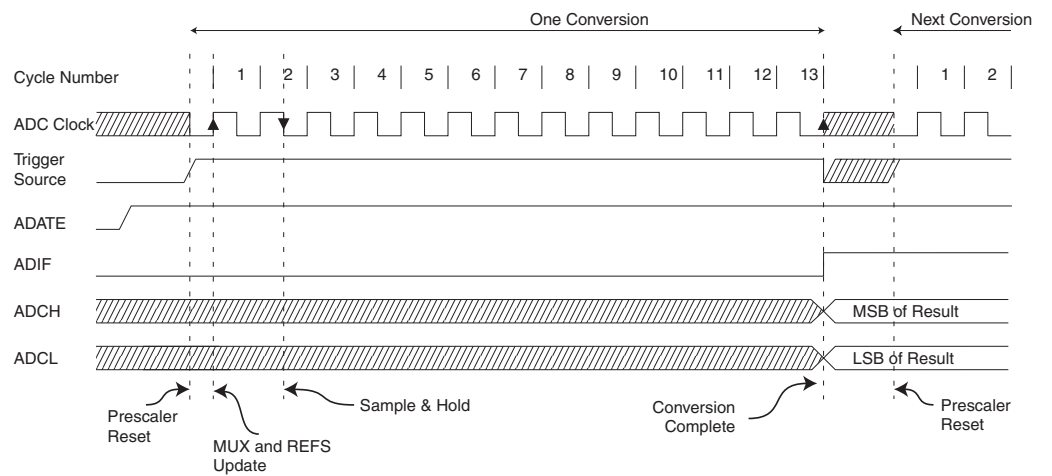 One Conversion
Next Conversion
Cycle Number
1 2 3 4 5 6 7 8 9 10 11 12 13 1 2
ADC Clock
Trigger
Source
ADATE
ADIF
ADCH
MSB of Result
ADCL
LSB of Result
Prescaler
Reset
MUX and REFS
Update
Sample & Hold
Conversion
Complete
Prescaler
Reset